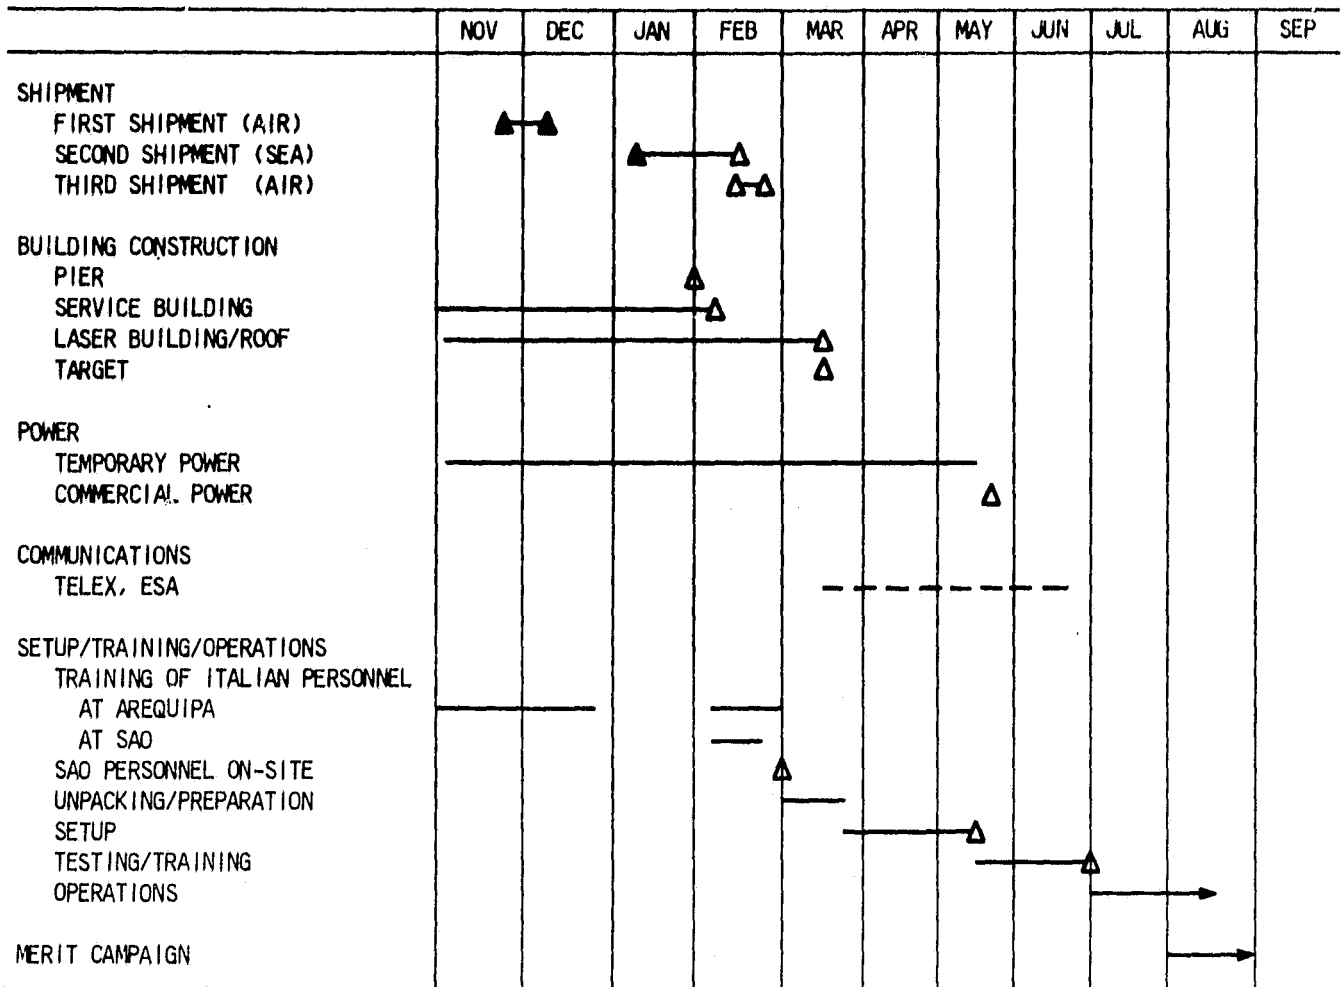 NOV DEC JAN FEB MAR APR MAY JUN JUL AUG SEP
SHIPMENT
FIRST SHIPMENT (AIR)
SECOND SHIPMENT (SEA)
THIRD SHIPMENT (AIR)
BUILDING CONSTRUCTION
PIER
SERVICE BUILDING
LASER BUILDING/ROOF
TARGET
POWER
TEMPORARY POWER
COMMERCIAL POWER
COMMUNICATIONS
TELEX, ESA
SETUP/TRAINING/OPERATIONS
TRAINING OF ITALIAN PERSONNEL
AT AREQUIPA
AT SAO
SAO PERSONNEL ON-SITE
UNPACKING/PREPARATION
SETUP
TESTING/TRAINING
OPERATIONS
MERIT CAMPAIGN